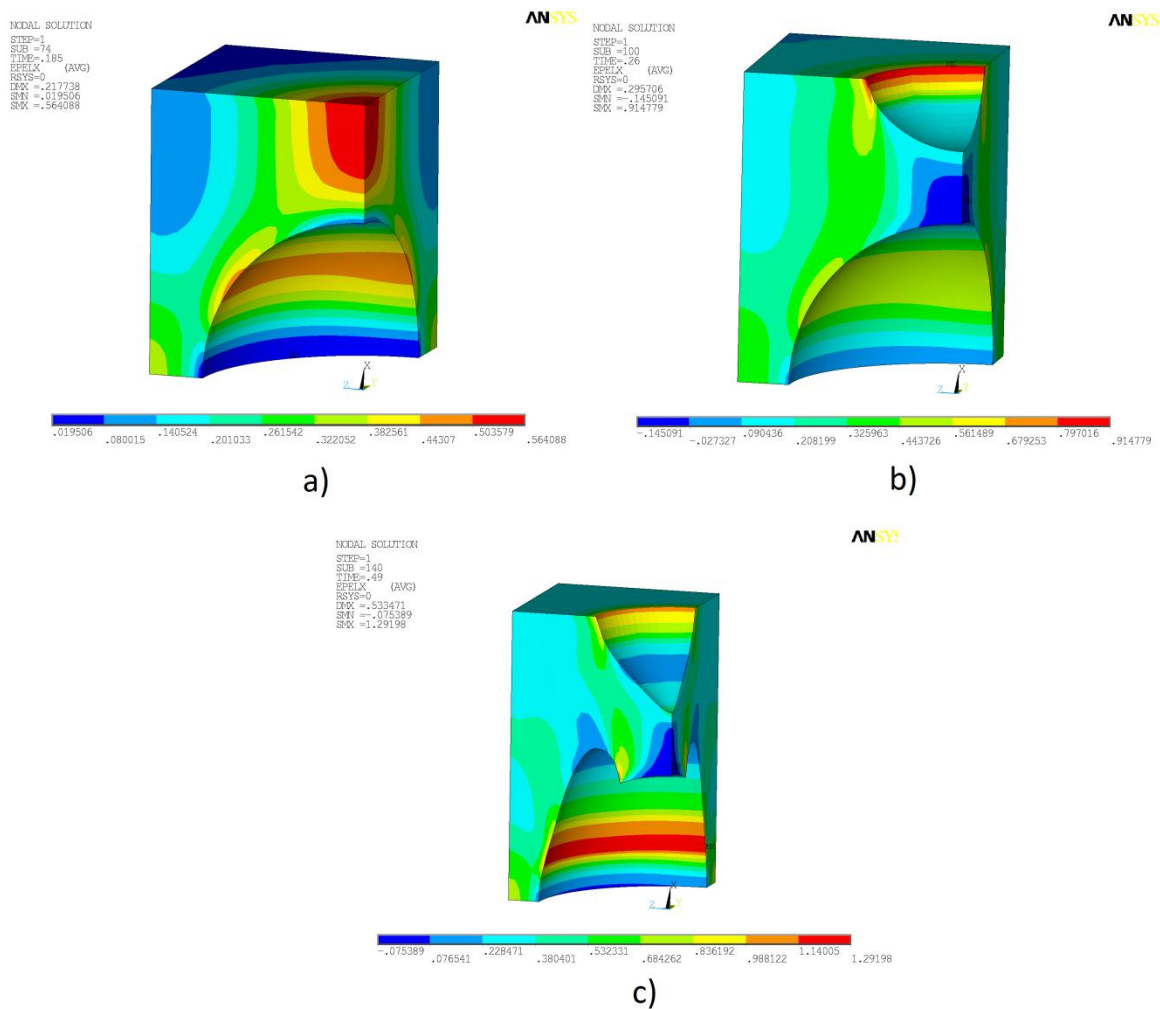 ANSYS
NODAL SOLUTION
STEP=1
SUB =74
TIME=.185
EPELX (AVG)
RSYS=0
DMX =.217738
SMN =.019506
SMX =.564088
X
Z Y
.019506 .140524 .261542 .382561 .503579
.080015 .201033 .322052 .44307 .564088
a)
ANSYS
NODAL SOLUTION
STEP=1
SUB =100
TIME=.26
EPELX (AVG)
RSYS=0
DMX =.295706
SMN =-.145091
SMX =.914779
X
Z Y
-.145091 .090436 .325963 .561489 .797016
-.027327 .208199 .443726 .679253 .914779
b)
ANSYS
NODAL SOLUTION
STEP=1
SUB =140
TIME=.49
EPELX (AVG)
RSYS=0
DMX =.533471
SMN =-.075389
SMX =1.29198
X
Z Y
-.075389 .228471 .532331 .836192 1.14005
.076541 .380401 .684262 .988122 1.29198
c)